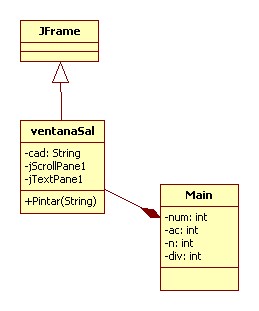 JFrame
ventanaSal
-cad: String
-jScrollPane1
-jTextPane1
+Pintar(String)
Main
-num: int
-ac: int
-n: int
-div: int